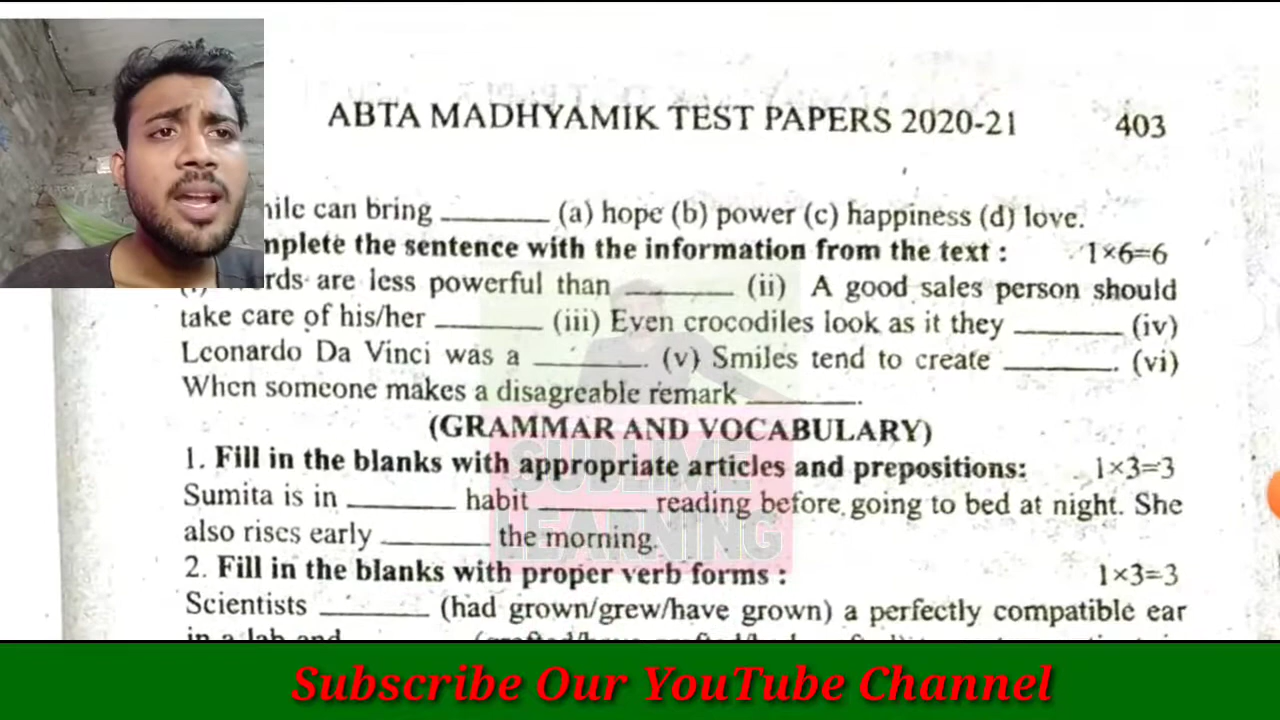 ABTA MADHYAMIK TEST PAPERS 2020-21 403
can bring ________ (a) hope (b) power (c) happiness (d) love.
the sentence with the information from the text : 1×6=6
are less powerful than ________ (ii) A good sales person should
take care of his/her ________ (iii) Even crocodiles look as it they ________ (iv)
Leonardo Da Vinci was a ________. (v) Smiles tend to create ________. (vi)
When someone makes a disagreable remark ________.
(GRAMMAR AND VOCABULARY)
1. Fill in the blanks with appropriate articles and prepositions: 1×3=3
Sumita is in ________ habit ________ reading before going to bed at night. She
also rises early ________ the morning.
2. Fill in the blanks with proper verb forms : 1×3=3
Scientists ________ (had grown/grew/have grown) a perfectly compatible ear
in a lab and
SUBLIME
LEARNING
Subscribe Our YouTube Channel